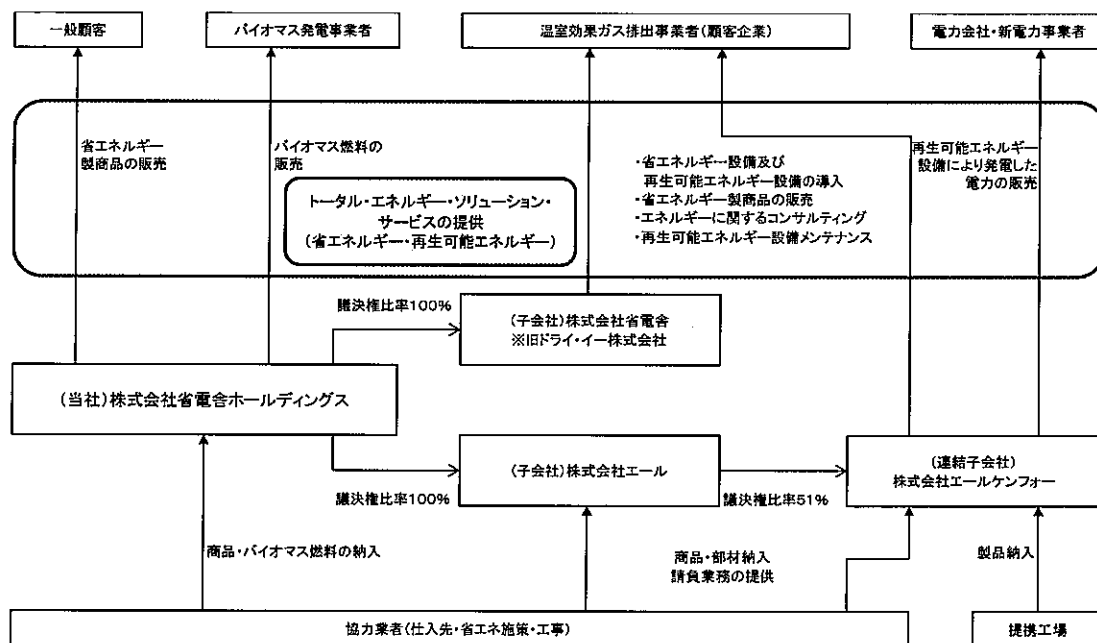 一般顧客
バイオマス発電事業者
温室効果ガス排出事業者(顧客企業)
電力会社・新電力事業者
省エネルギー
製商品の販売
バイオマス燃料の
販売
トータル・エネルギー・ソリューション・
サービスの提供
(省エネルギー・再生可能エネルギー)
・省エネルギー設備及び
再生可能エネルギー設備の導入
・省エネルギー製商品の販売
・エネルギーに関するコンサルティング
・再生可能エネルギー設備メンテナンス
再生可能エネルギー
設備により発電した
電力の販売
議決権比率100%
(子会社)株式会社省電舎
※旧ドライ・イー株式会社
(当社)株式会社省電舎ホールディングス
(子会社)株式会社エール
(連結子会社)
株式会社エールケンフォー
議決権比率100%
議決権比率51%
商品・バイオマス燃料の納入
商品・部材納入
請負業務の提供
製品納入
協力業者(仕入先・省エネ施策・工事)
提携工場